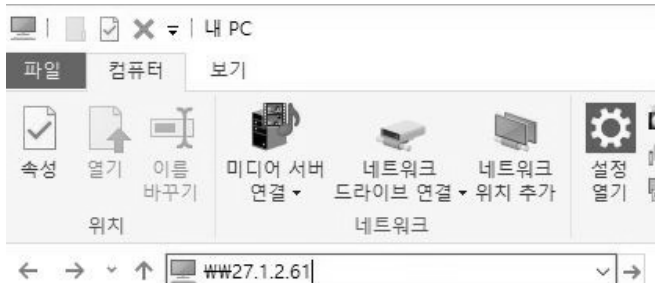 내 PC
파일 컴퓨터 보기
속성 열기 이름 바꾸기 미디어 서버 연결 네트워크 드라이브 연결 네트워크 위치 추가 설정 열기
위치 네트워크
₩₩27.1.2.61